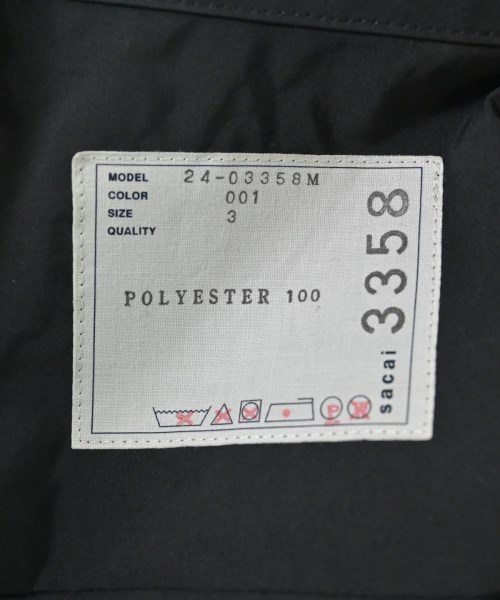 MODEL 24-03358M
COLOR 001
SIZE 3
QUALITY
POLYESTER 100
sacai 3358
P
W